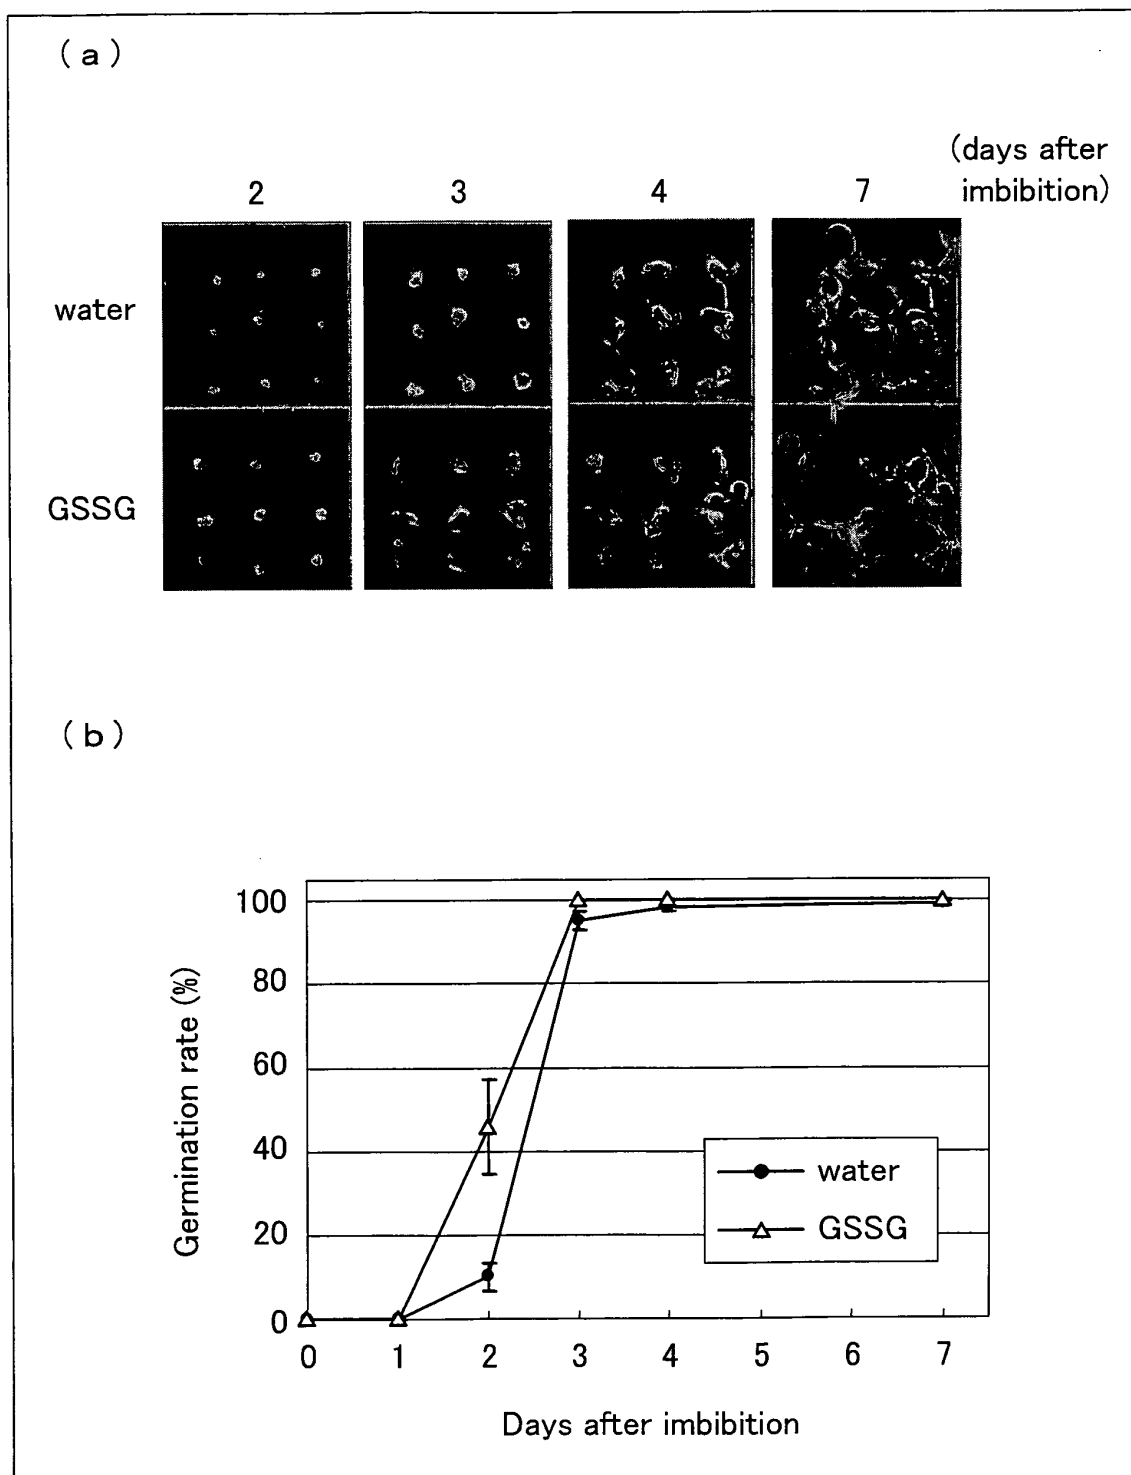 (a)
(days after
imbibition)
2 3 4 7
water
GSSG
(b)
Germination rate (%)
100
80
60
40
20
0
0 1 2 3 4 5 6 7
Days after imbibition
water
GSSG